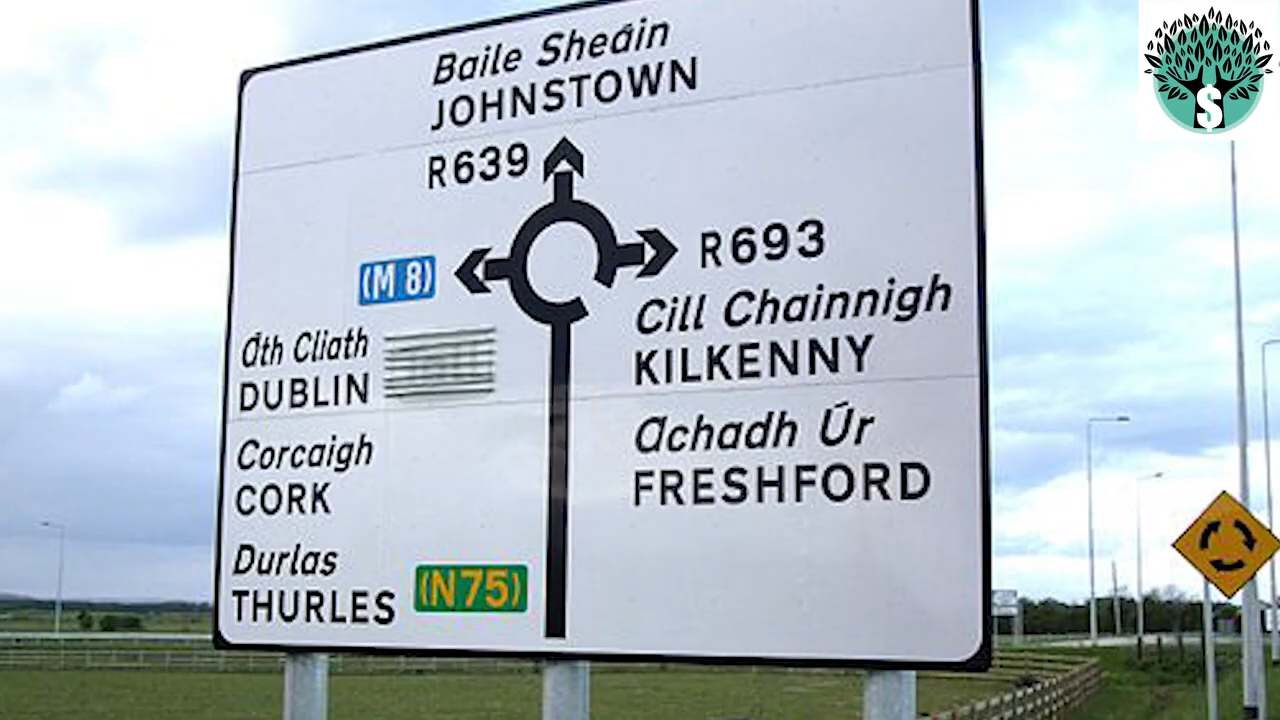 Baile Sheáin
JOHNSTOWN
R639
(M 8)
R693
Áth Cliath
DUBLIN
Cill Chainnigh
KILKENNY
Corcaigh
CORK
Áchadh Úr
FRESHFORD
Durlas
THURLES (N75)
$